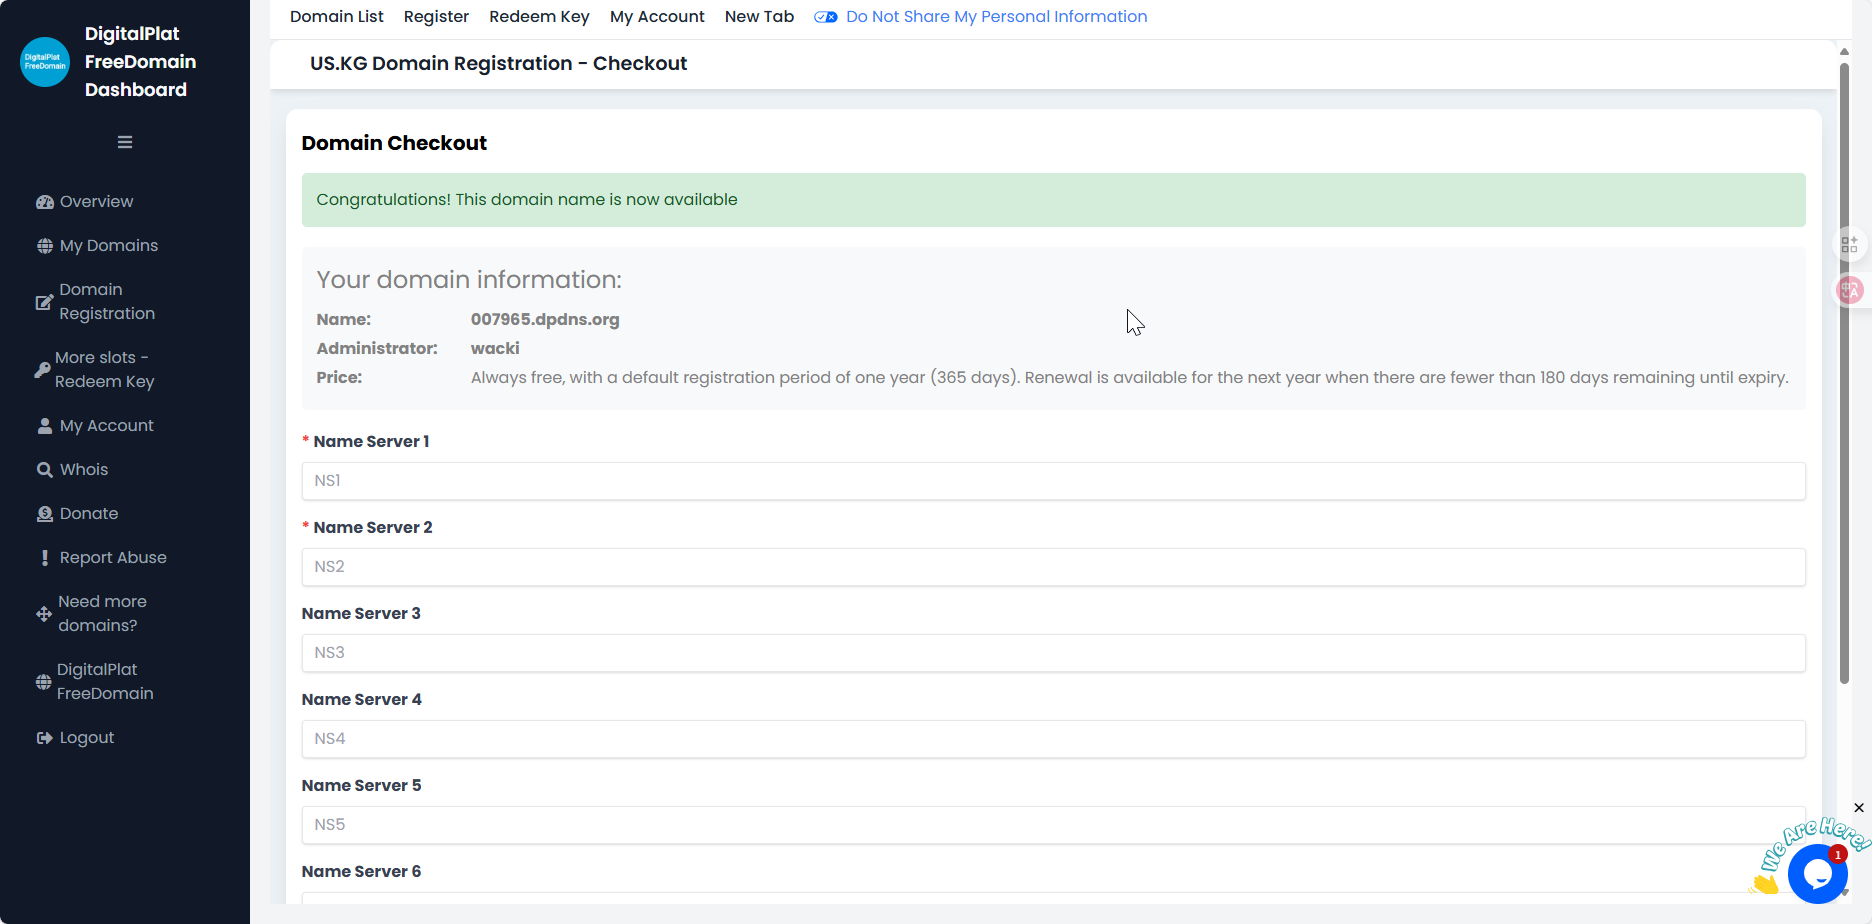 DigitalPlat
FreeDomain
DigitalPlat
FreeDomain
Dashboard
Overview
My Domains
Domain
Registration
More slots -
Redeem Key
My Account
Whois
Donate
Report Abuse
Need more
domains?
DigitalPlat
FreeDomain
Logout
Domain List Register Redeem Key My Account New Tab Do Not Share My Personal Information
US.KG Domain Registration - Checkout
Domain Checkout
Congratulations! This domain name is now available
Your domain information:
Name: 007965.dpdns.org
Administrator: wacki
Price: Always free, with a default registration period of one year (365 days). Renewal is available for the next year when there are fewer than 180 days remaining until expiry.
* Name Server 1
NS1
* Name Server 2
NS2
Name Server 3
NS3
Name Server 4
NS4
Name Server 5
NS5
Name Server 6
We Are Here!
1